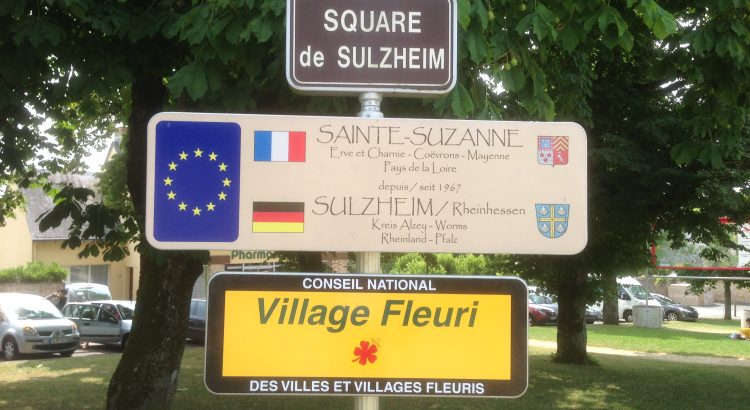 SQUARE
de SULZHEIM
SAINTE-SUZANNE
Erve et Charnie - Coëvrons - Mayenne
Pays de la Loire
depuis / seit 1967
SULZHEIM / Rheinhessen
Kreis Alzey - Worms
Rheinland - Pfalz
Pharma
CONSEIL NATIONAL
Village Fleuri
DES VILLES ET VILLAGES FLEURIS